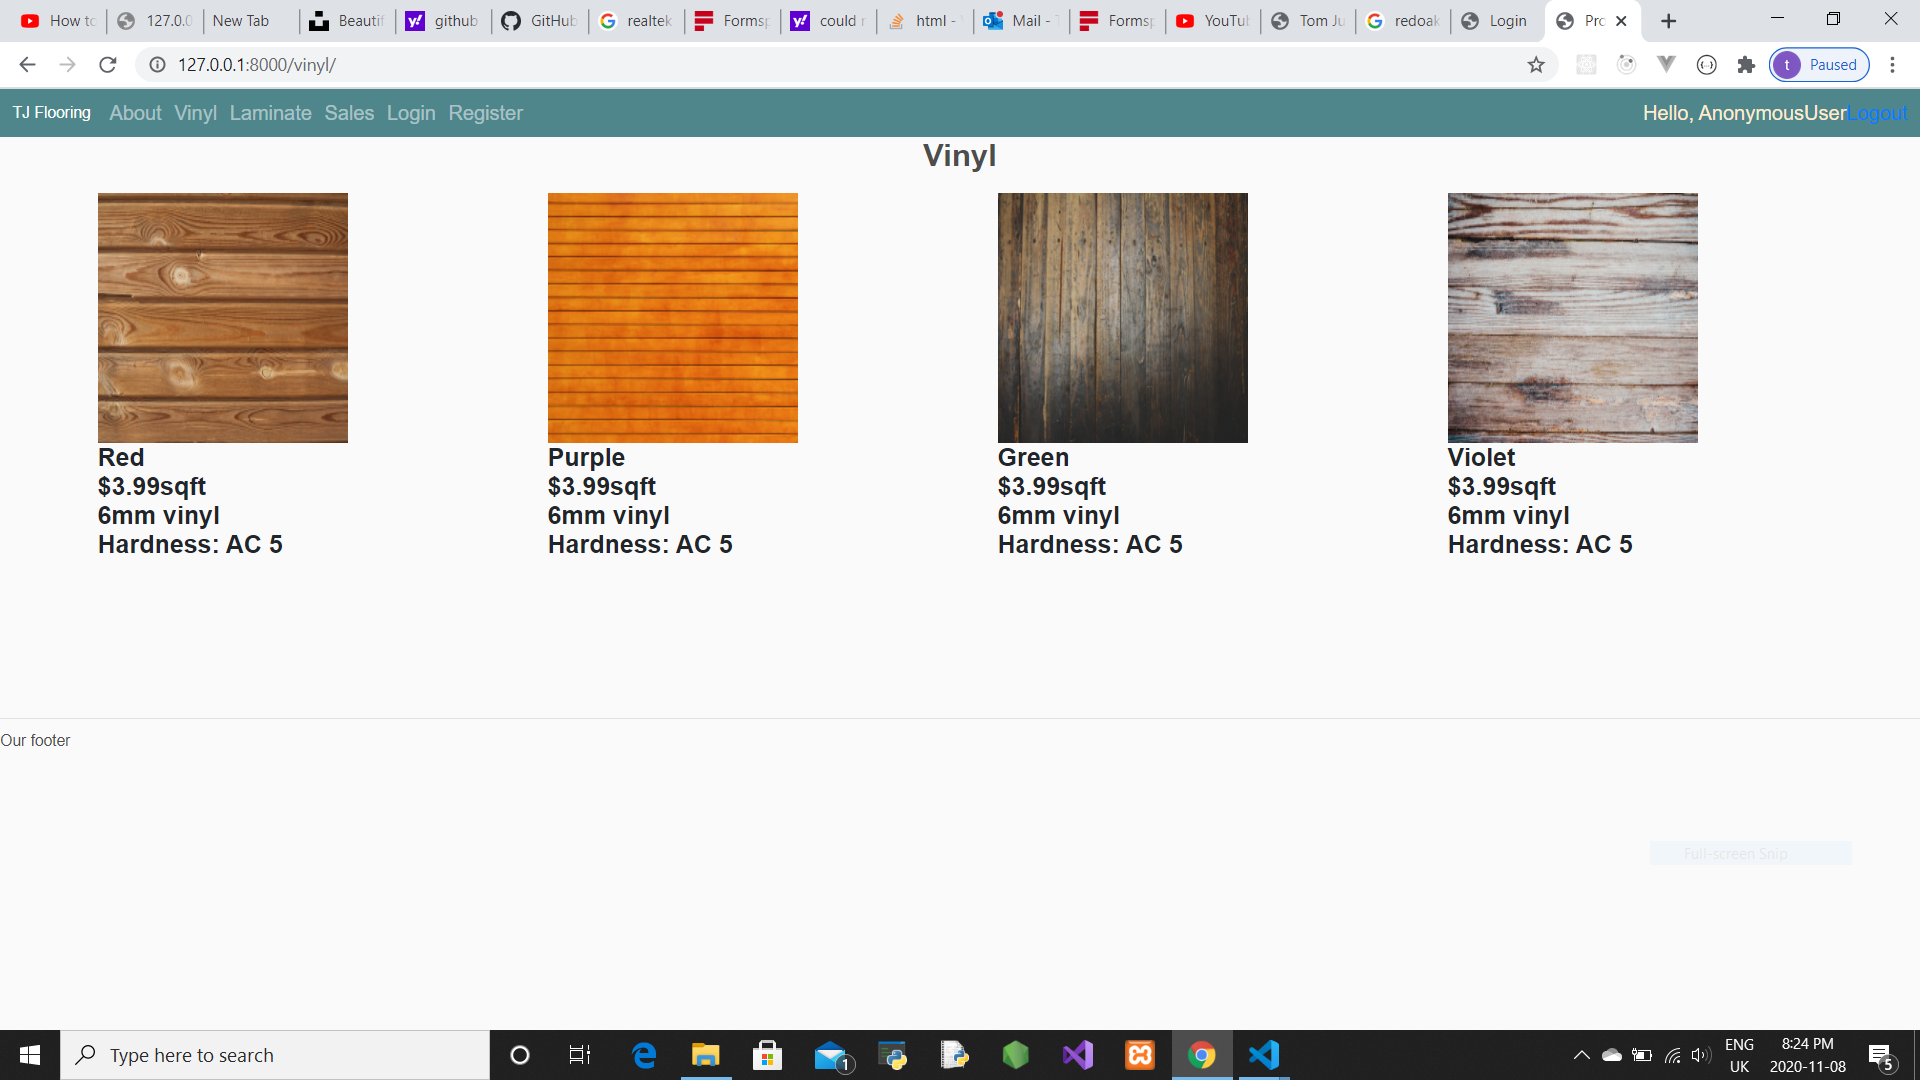 How to
127.0.0
New Tab
Beautif
github
GitHub
realtek
Formsp
could n
html -
Mail - T
Formsp
YouTub
Tom Ju
redoak
Login
Pro
127.0.0.1:8000/vinyl/
t Paused
TJ Flooring About Vinyl Laminate Sales Login Register
Hello, AnonymousUserLogout
Vinyl
Red
$3.99sqft
6mm vinyl
Hardness: AC 5
Purple
$3.99sqft
6mm vinyl
Hardness: AC 5
Green
$3.99sqft
6mm vinyl
Hardness: AC 5
Violet
$3.99sqft
6mm vinyl
Hardness: AC 5
Our footer
Full-screen Snip
Type here to search
1
ENG
UK
8:24 PM
2020-11-08
5